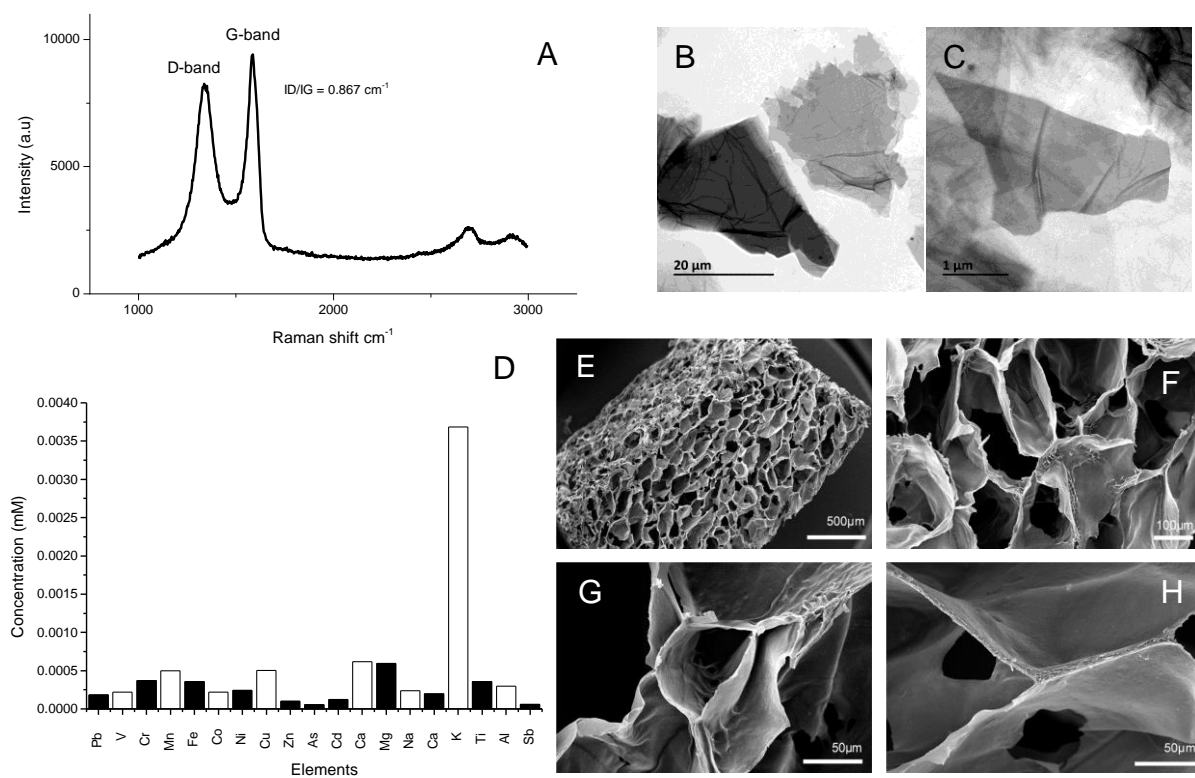 A
G-band
D-band
ID/IG = 0.867 cm-1
10000
5000
0
Intensity (a.u)
1000
2000
3000
Raman shift cm-1
B
20 µm
C
1 µm
D
0.0040
0.0035
0.0030
0.0025
0.0020
0.0015
0.0010
0.0005
0.0000
Concentration (mM)
Pb V Cr Mn Fe Co Ni Cu Zn As Cd Ca Mg Na Ca K Ti Al Sb
Elements
E
500µm
F
100µm
G
50µm
H
50µm